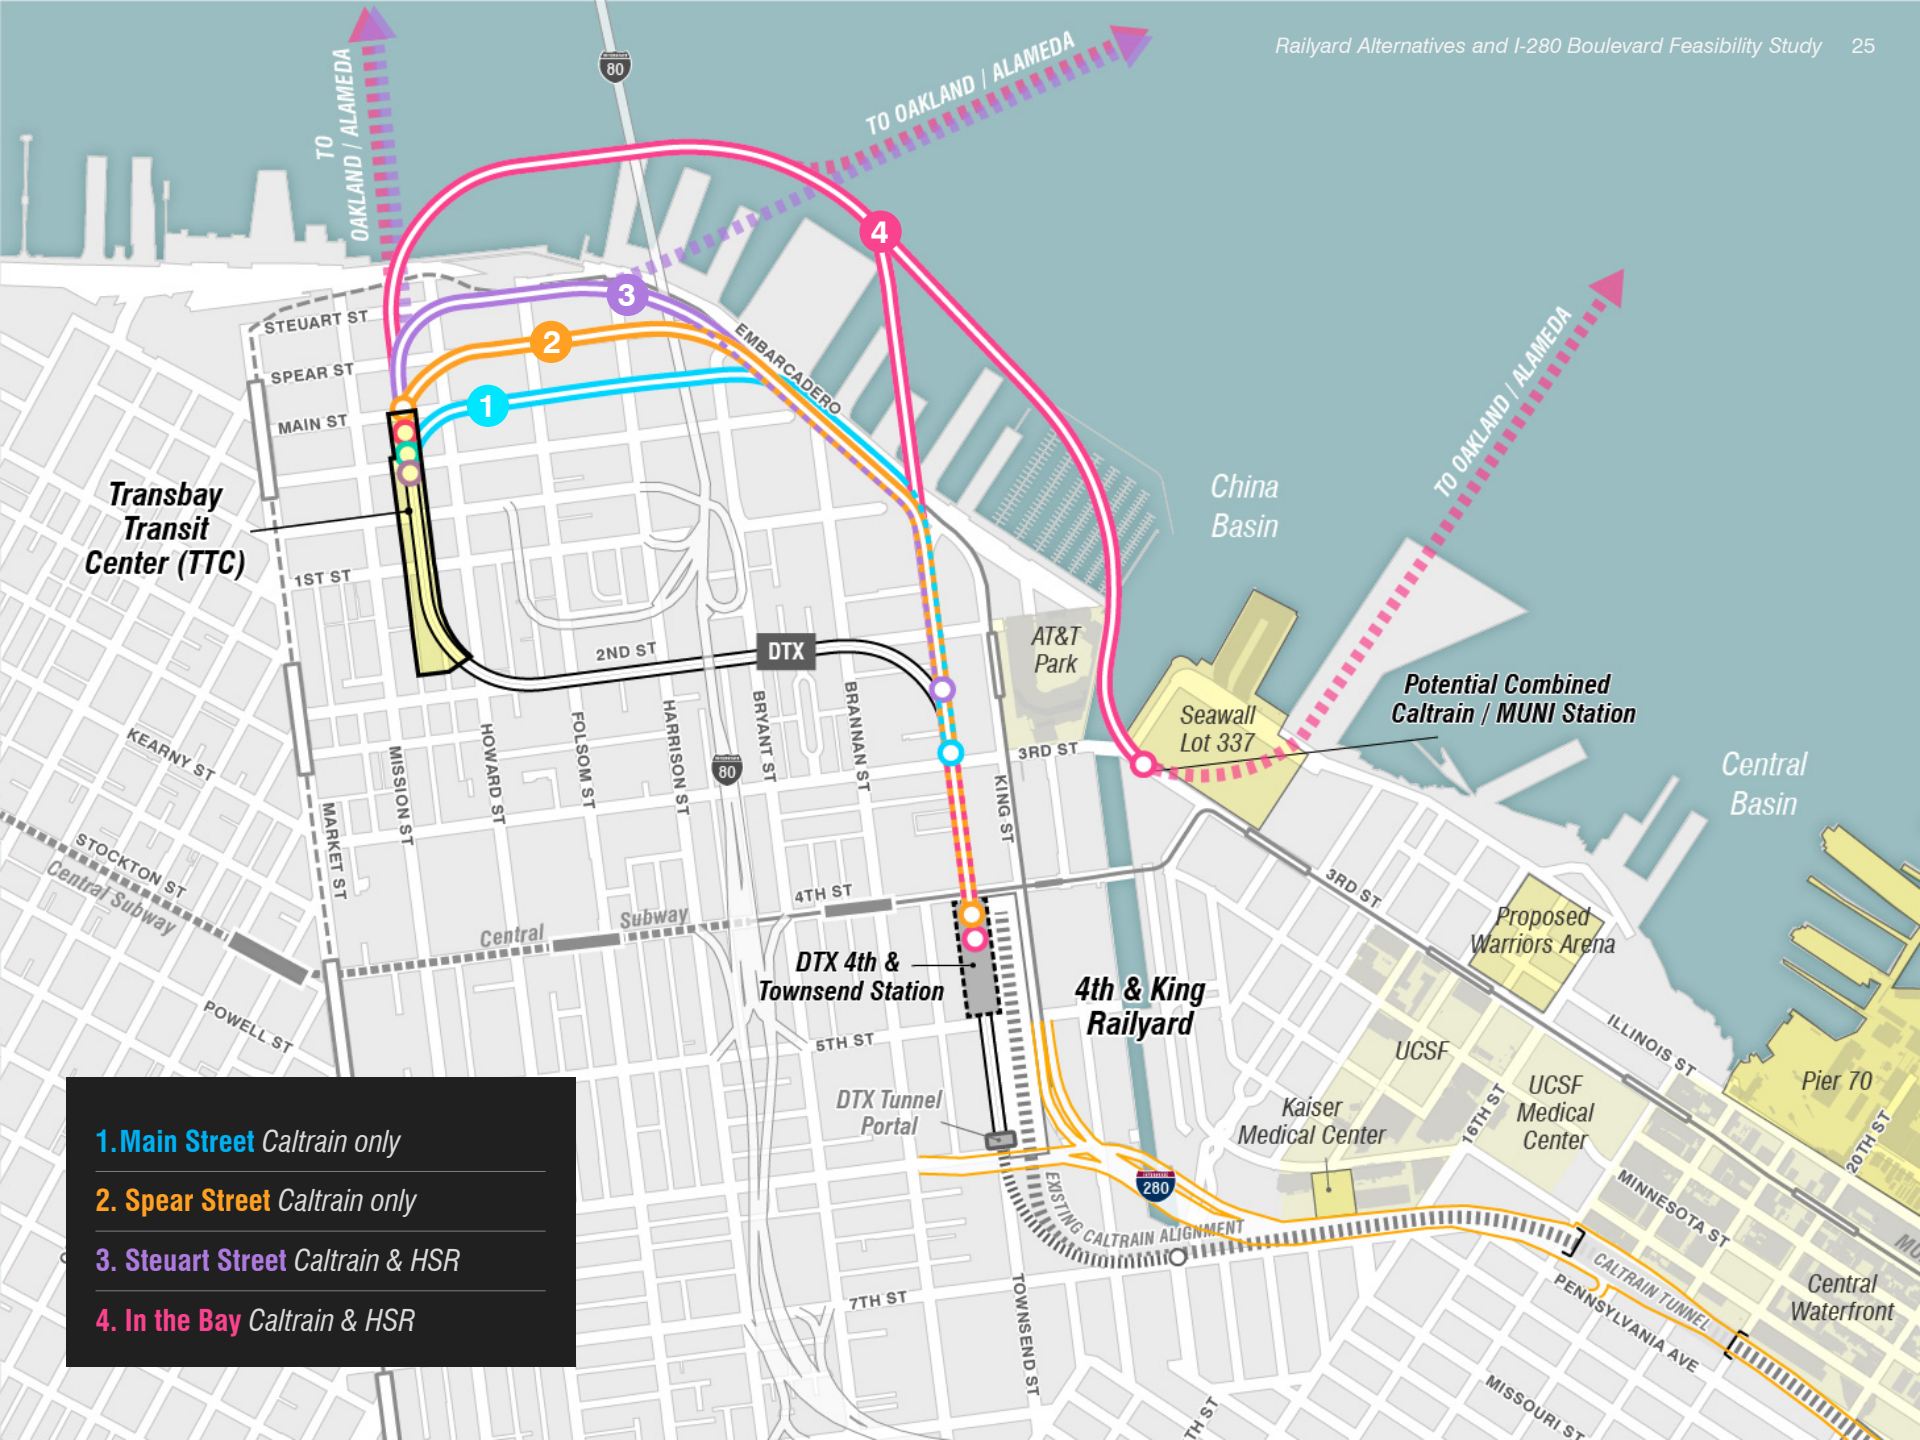 Railyard Alternatives and I-280 Boulevard Feasibility Study 25
TO
OAKLAND / ALAMEDA
80
TO OAKLAND / ALAMEDA
4
3
2
1
STEUART ST
SPEAR ST
MAIN ST
EMBARCADERO
TO OAKLAND / ALAMEDA
China
Basin
Transbay
Transit
Center (TTC)
1ST ST
2ND ST
DTX
AT&T
Park
Seawall
Lot 337
Potential Combined
Caltrain / MUNI Station
3RD ST
KEARNY ST
MARKET ST
MISSION ST
HOWARD ST
FOLSOM ST
HARRISON ST
80
BRYANT ST
BRANNAN ST
KING ST
Central
Basin
STOCKTON ST
Central Subway
Central
Subway
4TH ST
3RD ST
Proposed
Warriors Arena
DTX 4th &
Townsend Station
4th & King
Railyard
POWELL ST
5TH ST
UCSF
ILLINOIS ST
Pier 70
DTX Tunnel
Portal
Kaiser
Medical Center
UCSF
Medical
Center
16TH ST
20TH ST
280
EXISTING CALTRAIN ALIGNMENT
MINNESOTA ST
CALTRAIN TUNNEL
PENNSYLVANIA AVE
Central
Waterfront
MISSOURI ST
7TH ST
TOWNSEND ST
TH ST
MU
1. Main Street Caltrain only
2. Spear Street Caltrain only
3. Steuart Street Caltrain & HSR
4. In the Bay Caltrain & HSR